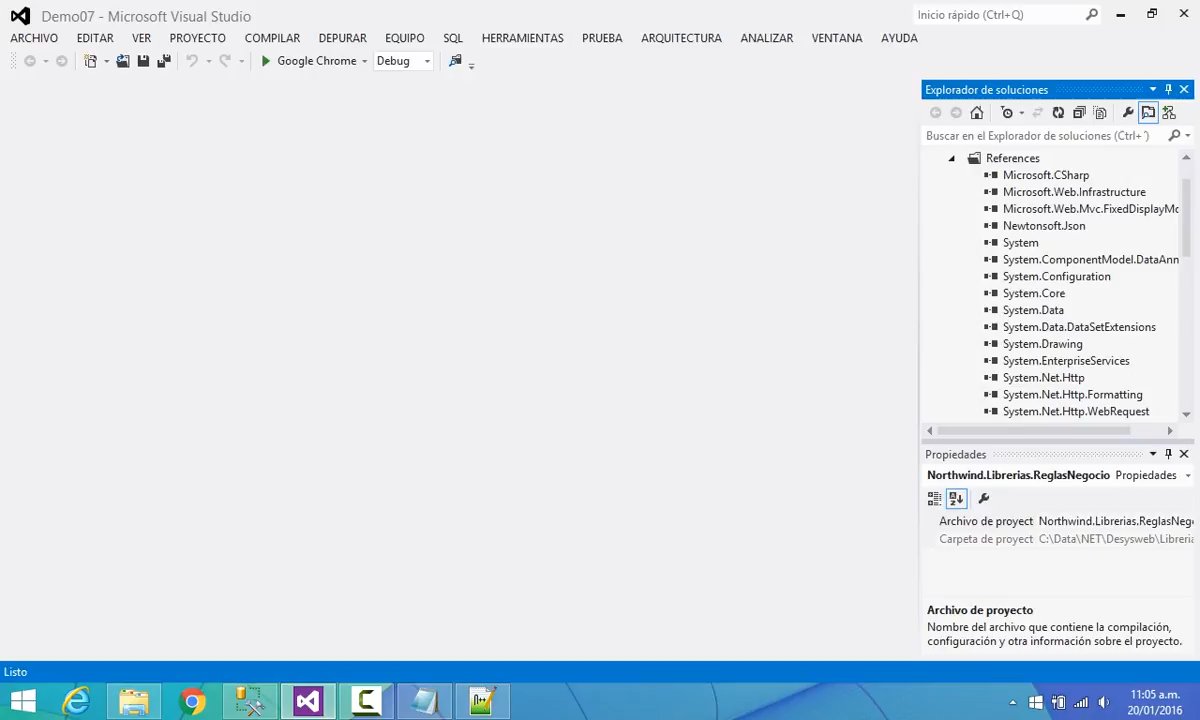 Demo07 - Microsoft Visual Studio
Inicio rápido (Ctrl+Q)
ARCHIVO EDITAR VER PROYECTO COMPILAR DEPURAR EQUIPO SQL HERRAMIENTAS PRUEBA ARQUITECTURA ANALIZAR VENTANA AYUDA
Google Chrome Debug
Explorador de soluciones
Buscar en el Explorador de soluciones (Ctrl+´)
References
Microsoft.CSharp
Microsoft.Web.Infrastructure
Microsoft.Web.Mvc.FixedDisplayMo
Newtonsoft.Json
System
System.ComponentModel.DataAnn
System.Configuration
System.Core
System.Data
System.Data.DataSetExtensions
System.Drawing
System.EnterpriseServices
System.Net.Http
System.Net.Http.Formatting
System.Net.Http.WebRequest
Propiedades
Northwind.Librerias.ReglasNegocio Propiedades
Archivo de proyect Northwind.Librerias.ReglasNeg
Carpeta de proyect C:\Data\NET\Desysweb\Libreria
Archivo de proyecto
Nombre del archivo que contiene la compilación,
configuración y otra información sobre el proyecto.
Listo
11:05 a.m.
20/01/2016